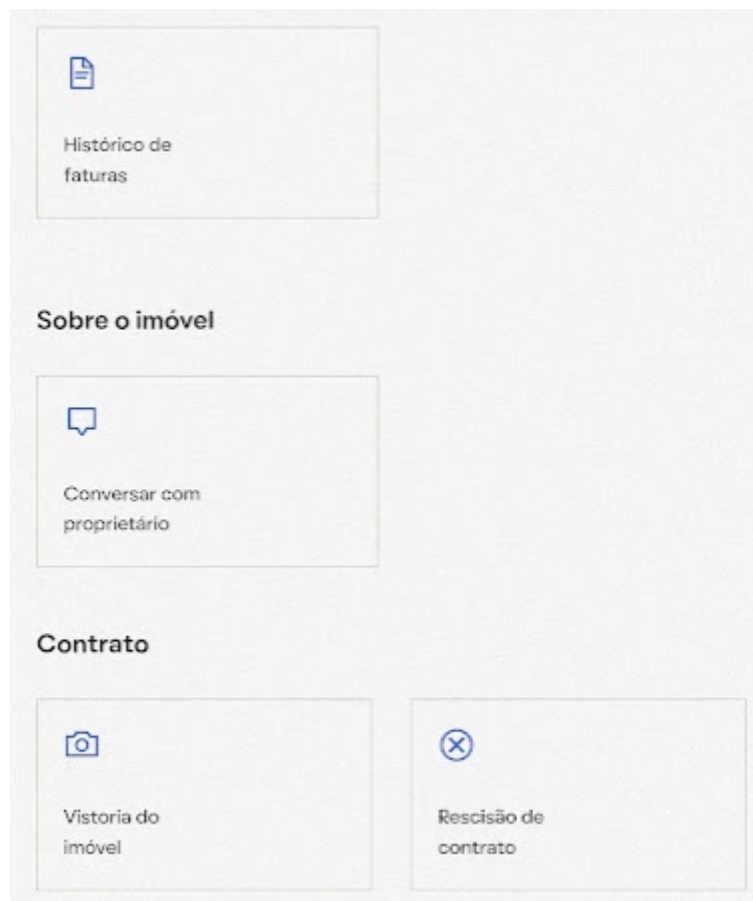 Histórico de
faturas
Sobre o imóvel
Conversar com
proprietário
Contrato
Vistoria do
imóvel
Rescisão de
contrato